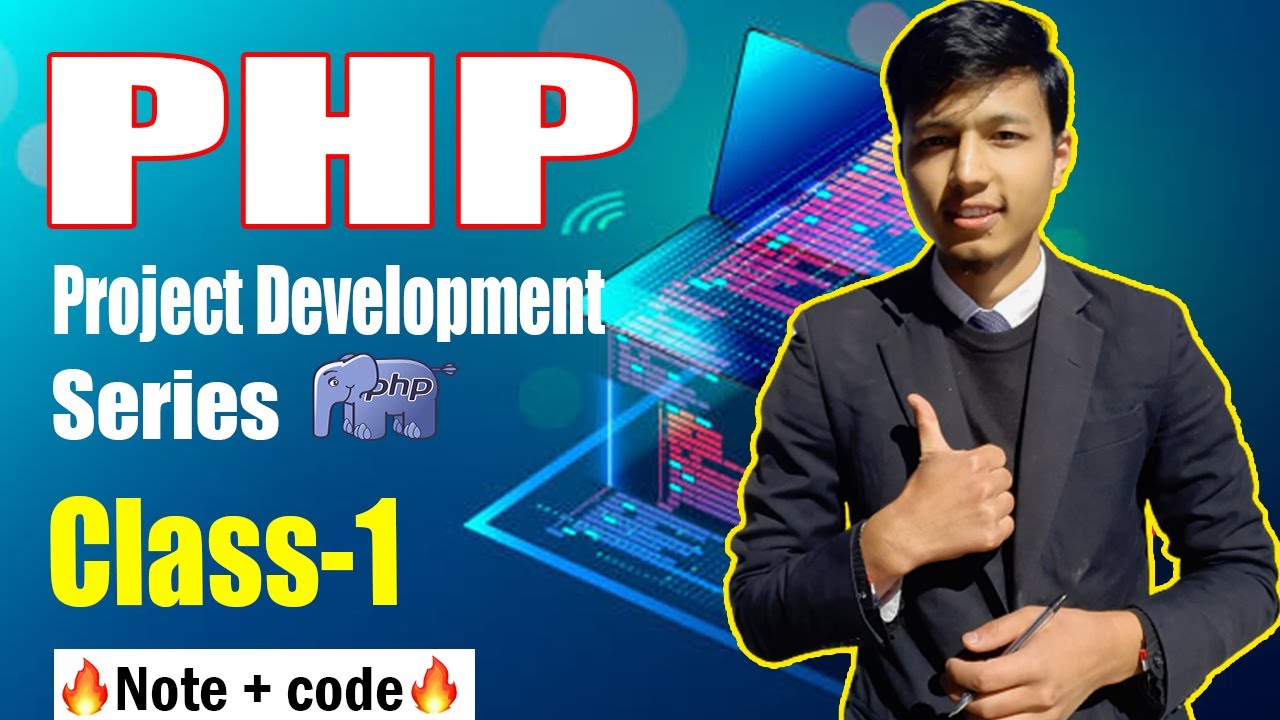 PHP
Project Development
Series
php
Class-1
🔥Note + code🔥